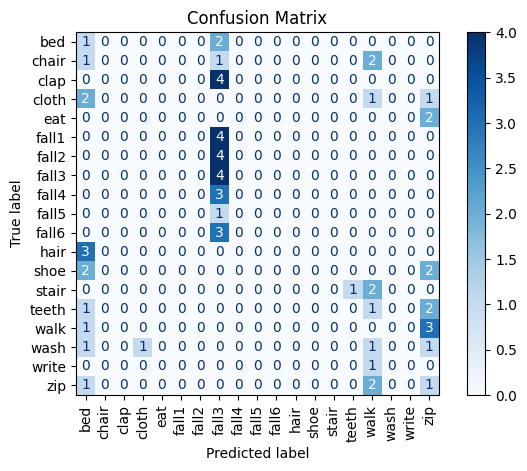 Confusion Matrix
True label
bed 1 0 0 0 0 0 0 2 0 0 0 0 0 0 0 0 0 0 0
chair 1 0 0 0 0 0 0 1 0 0 0 0 0 0 0 2 0 0 0
clap 0 0 0 0 0 0 0 4 0 0 0 0 0 0 0 0 0 0 0
cloth 2 0 0 0 0 0 0 0 0 0 0 0 0 0 0 1 0 0 1
eat 0 0 0 0 0 0 0 0 0 0 0 0 0 0 0 0 0 0 2
fall1 0 0 0 0 0 0 0 4 0 0 0 0 0 0 0 0 0 0 0
fall2 0 0 0 0 0 0 0 4 0 0 0 0 0 0 0 0 0 0 0
fall3 0 0 0 0 0 0 0 4 0 0 0 0 0 0 0 0 0 0 0
fall4 0 0 0 0 0 0 0 3 0 0 0 0 0 0 0 0 0 0 0
fall5 0 0 0 0 0 0 0 1 0 0 0 0 0 0 0 0 0 0 0
fall6 0 0 0 0 0 0 0 3 0 0 0 0 0 0 0 0 0 0 0
hair 3 0 0 0 0 0 0 0 0 0 0 0 0 0 0 0 0 0 0
shoe 2 0 0 0 0 0 0 0 0 0 0 0 0 0 0 0 0 0 2
stair 0 0 0 0 0 0 0 0 0 0 0 0 0 0 1 2 0 0 0
teeth 1 0 0 0 0 0 0 0 0 0 0 0 0 0 0 1 0 0 2
walk 1 0 0 0 0 0 0 0 0 0 0 0 0 0 0 0 0 0 3
wash 1 0 0 1 0 0 0 0 0 0 0 0 0 0 0 1 0 0 1
write 0 0 0 0 0 0 0 0 0 0 0 0 0 0 0 1 0 0 0
zip 1 0 0 0 0 0 0 0 0 0 0 0 0 0 0 2 0 0 1
bed chair clap cloth eat fall1 fall2 fall3 fall4 fall5 fall6 hair shoe stair teeth walk wash write zip
Predicted label
4.0
3.5
3.0
2.5
2.0
1.5
1.0
0.5
0.0